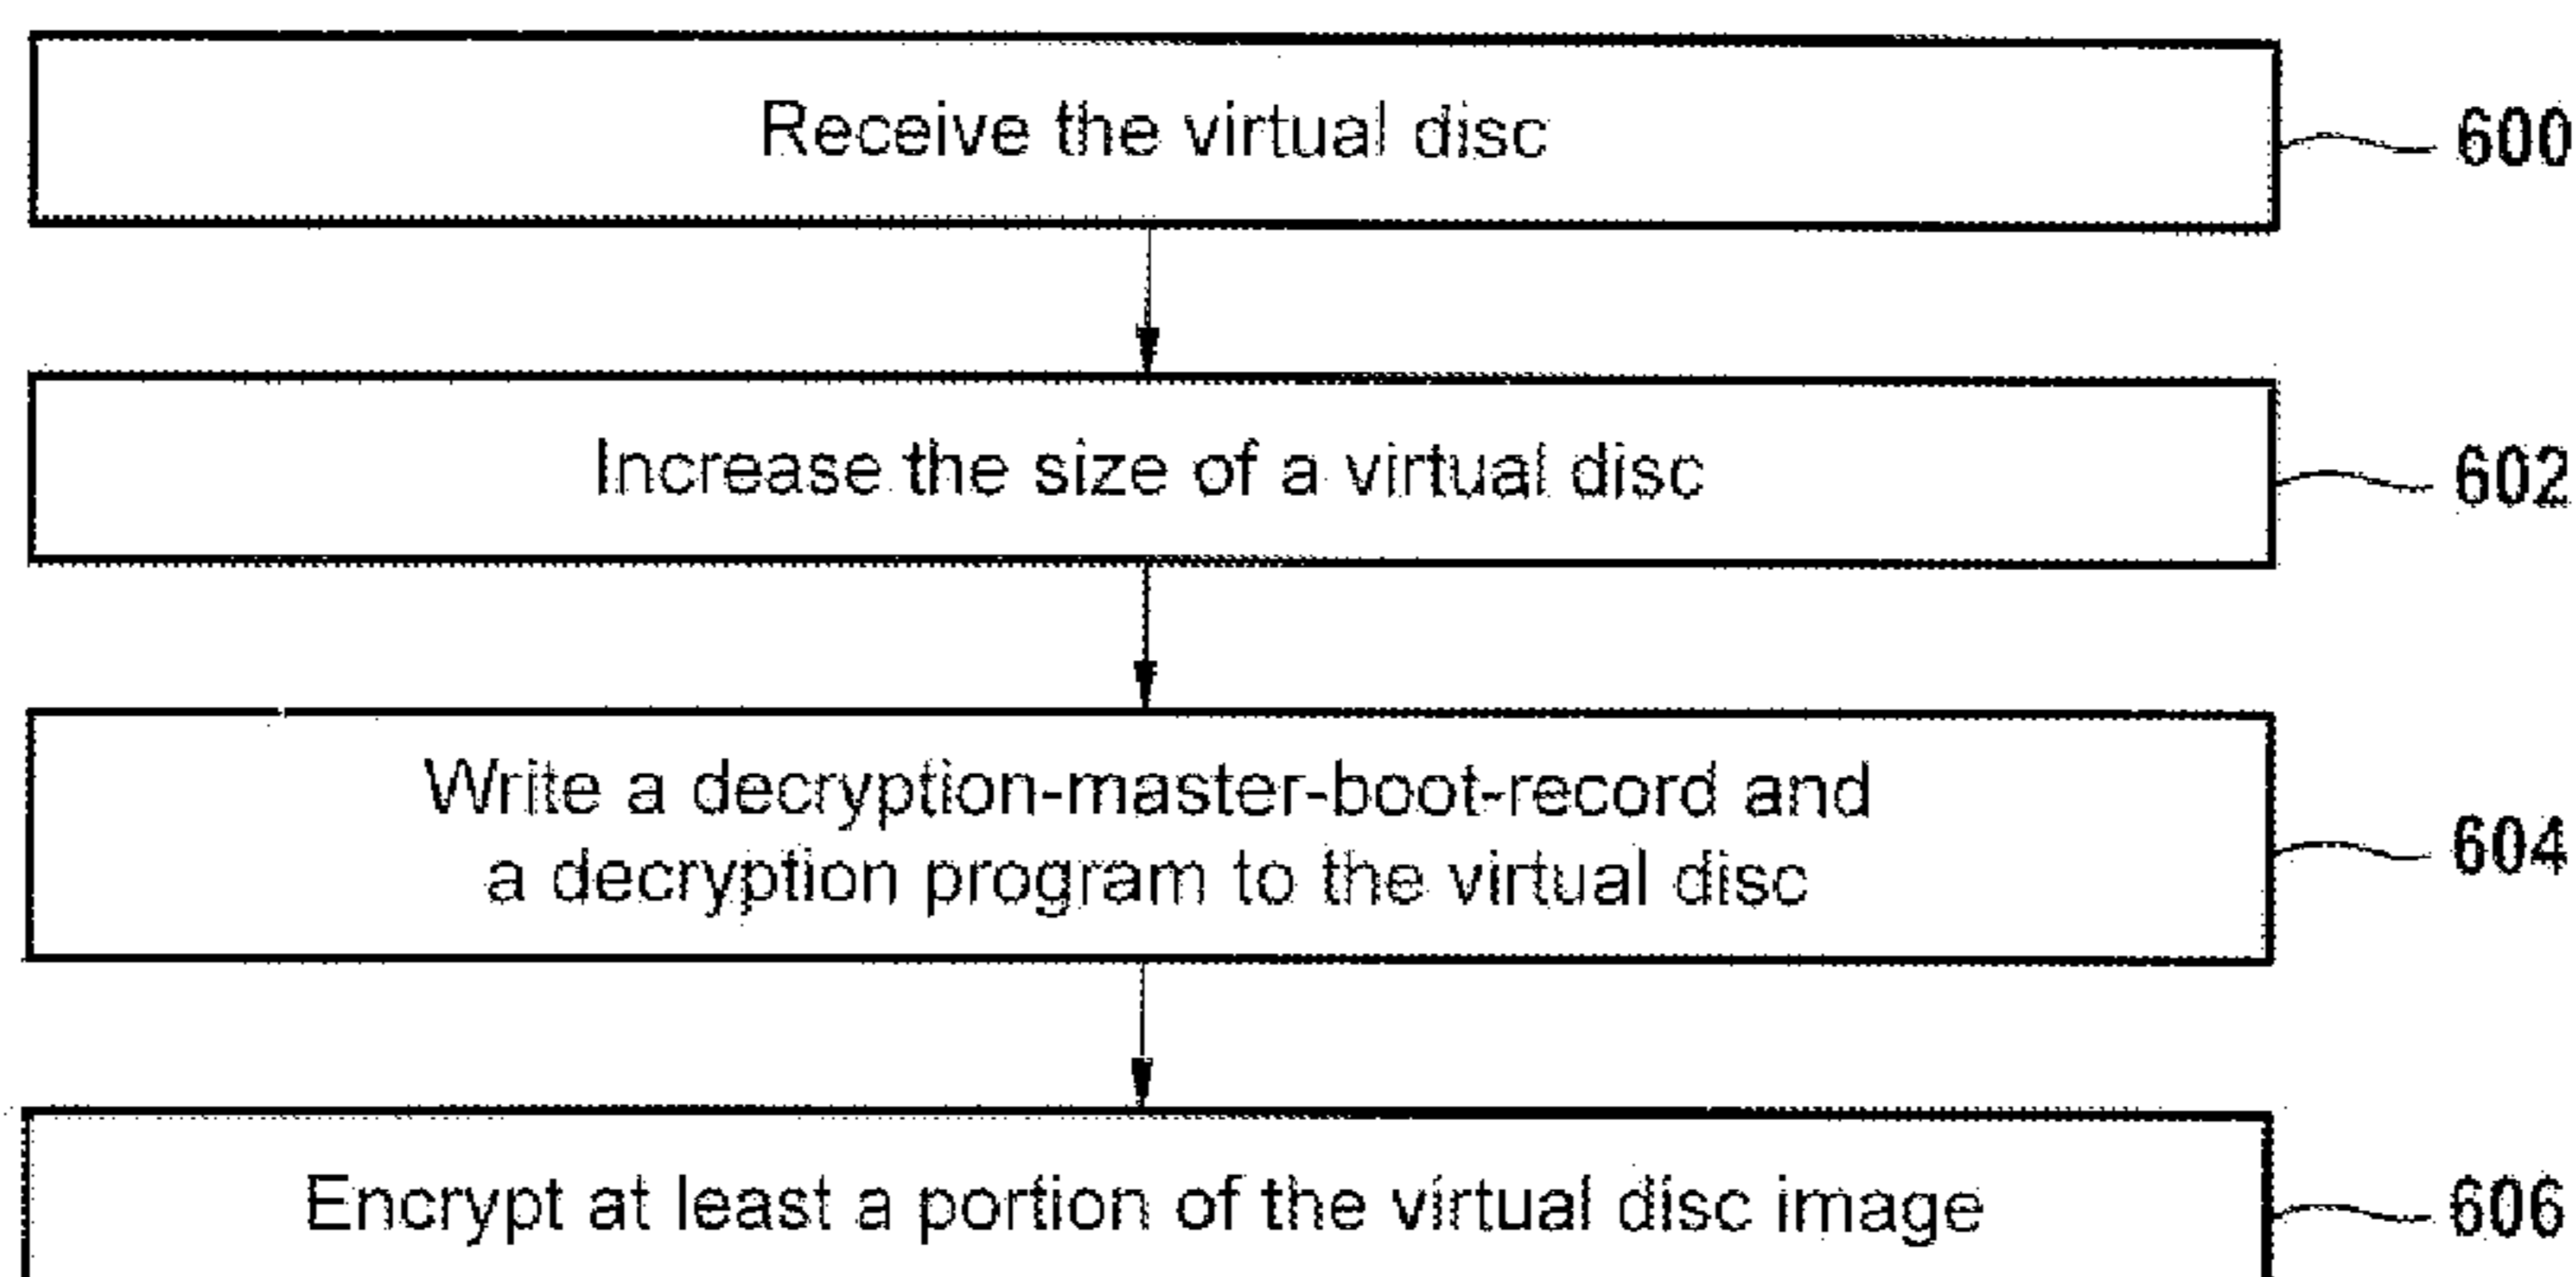 Receive the virtual disc
600
Increase the size of a virtual disc
602
Write a decryption-master-boot-record and
a decryption program to the virtual disc
604
Encrypt at least a portion of the virtual disc image
606